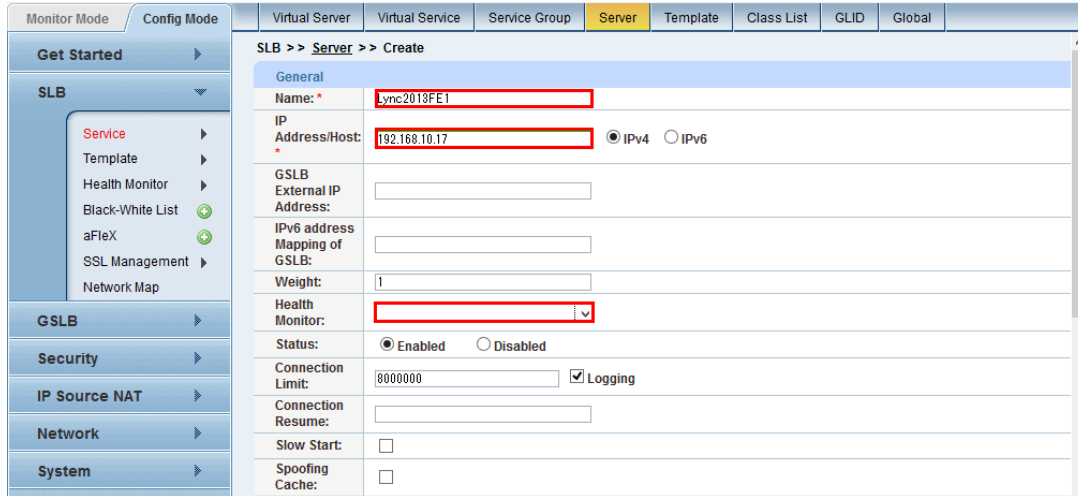 Monitor Mode
Config Mode
Virtual Server
Virtual Service
Service Group
Server
Template
Class List
GLID
Global
Get Started
SLB
Service
Template
Health Monitor
Black-White List
aFleX
SSL Management
Network Map
GSLB
Security
IP Source NAT
Network
System
SLB >> Server >> Create
General
Name: *
Lync2013FE1
IP
Address/Host:
*
192.168.10.17
IPv4
IPv6
GSLB
External IP
Address:
IPv6 address
Mapping of
GSLB:
Weight:
1
Health
Monitor:
Status:
Enabled
Disabled
Connection
Limit:
8000000
Logging
Connection
Resume:
Slow Start:
Spoofing
Cache: